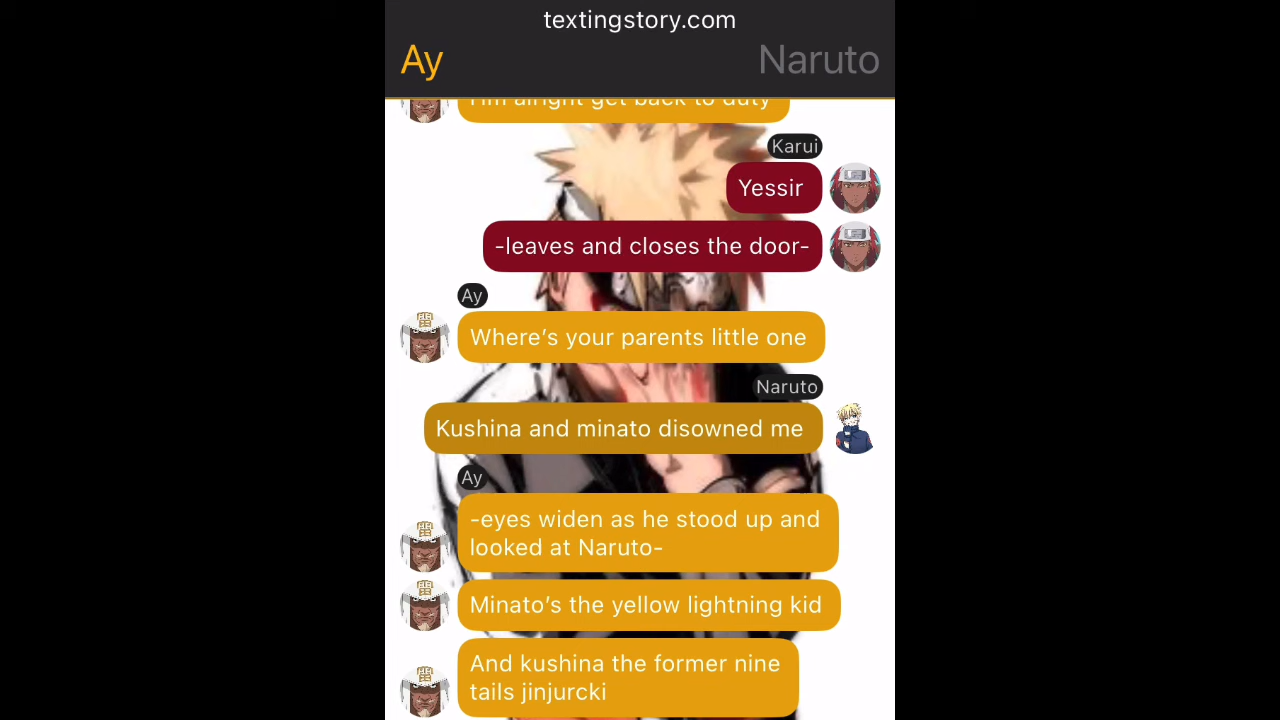 textingstory.com
Ay
Naruto
I'm alright get back to duty
Karui
Yessir
-leaves and closes the door-
Ay
Where's your parents little one
Naruto
Kushina and minato disowned me
Ay
-eyes widen as he stood up and
looked at Naruto-
Minato's the yellow lightning kid
And kushina the former nine
tails jinjurcki